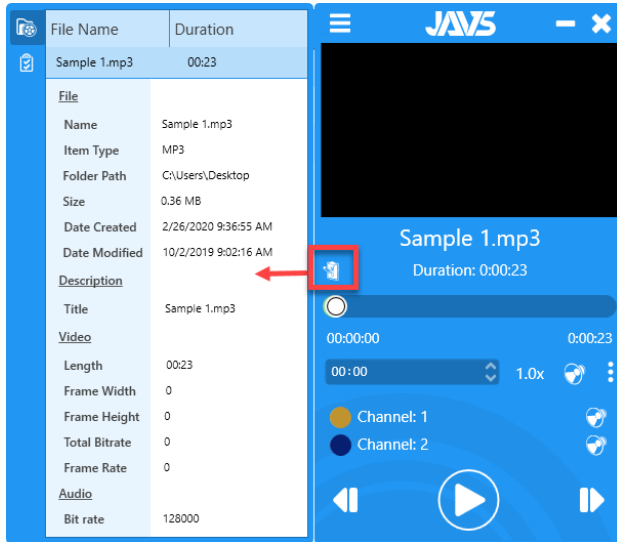 File Name Duration
Sample 1.mp3 00:23
File
Name Sample 1.mp3
Item Type MP3
Folder Path C:\Users\Desktop
Size 0.36 MB
Date Created 2/26/2020 9:36:55 AM
Date Modified 10/2/2019 9:02:16 AM
Description
Title Sample 1.mp3
Video
Length 00:23
Frame Width 0
Frame Height 0
Total Bitrate 0
Frame Rate 0
Audio
Bit rate 128000
JAVS
Sample 1.mp3
Duration: 0:00:23
00:00:00 0:00:23
00:00 1.0x
Channel: 1
Channel: 2